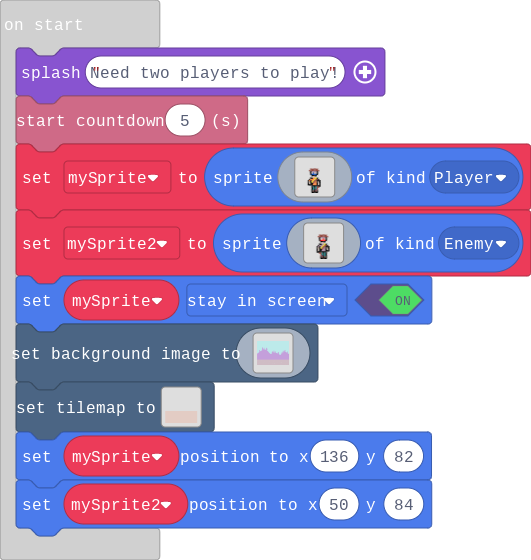 on start
splash "Need two players to play!"
start countdown 5 (s)
set mySprite to sprite of kind Player
set mySprite2 to sprite of kind Enemy
set mySprite stay in screen ON
set background image to
set tilemap to
set mySprite position to x 136 y 82
set mySprite2 position to x 50 y 84